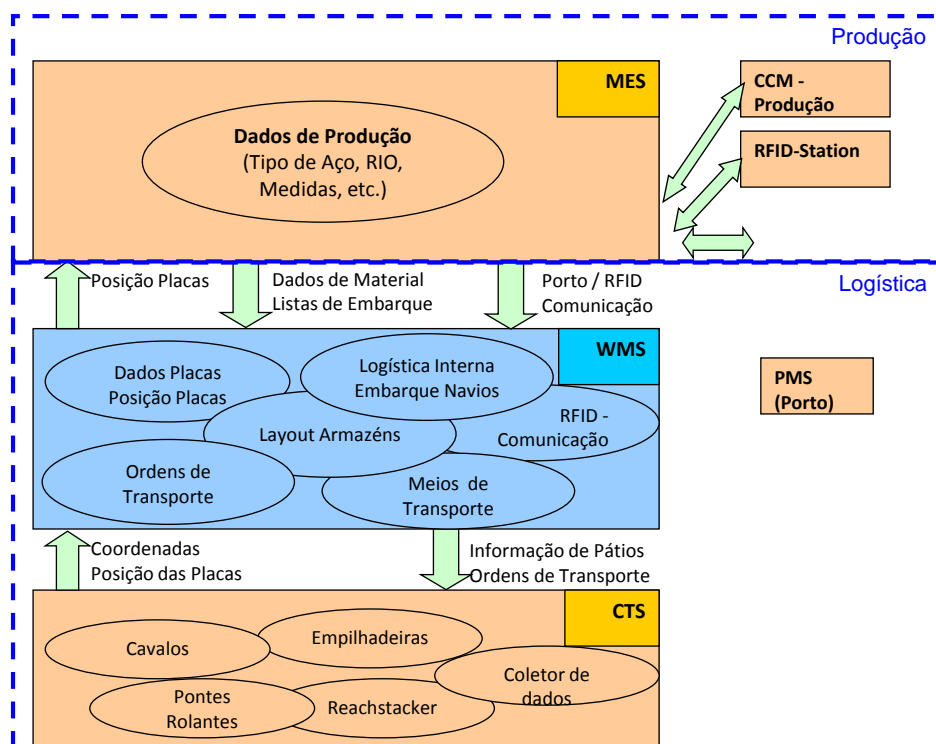 Produção
MES
Dados de Produção
(Tipo de Aço, RIO,
Medidas, etc.)
CCM -
Produção
RFID-Station
Logística
Posição Placas
Dados de Material
Listas de Embarque
Porto / RFID
Comunicação
WMS
Dados Placas
Posição Placas
Logística Interna
Embarque Navios
Layout Armazéns
RFID -
Comunicação
Ordens de
Transporte
Meios de
Transporte
PMS
(Porto)
Coordenadas
Posição das Placas
Informação de Pátios
Ordens de Transporte
CTS
Cavalos
Empilhadeiras
Coletor de
dados
Pontes
Rolantes
Reachstacker